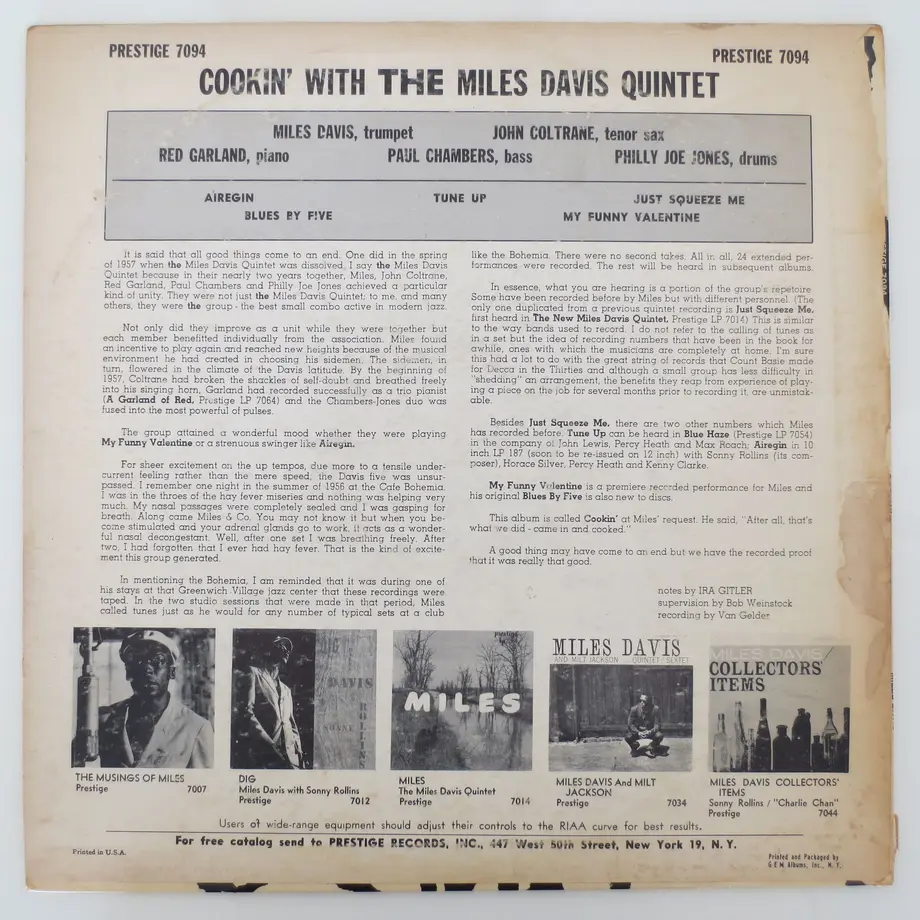 PRESTIGE 7094
PRESTIGE 7094
COOKIN' WITH THE MILES DAVIS QUINTET
MILES DAVIS, trumpet JOHN COLTRANE, tenor sax
RED GARLAND, piano PAUL CHAMBERS, bass PHILLY JOE JONES, drums
AIREGIN TUNE UP JUST SQUEEZE ME
BLUES BY FIVE MY FUNNY VALENTINE
It is said that all good things come to an end. One did in the spring
of 1957 when the Miles Davis Quintet was dissolved. I say the Miles Davis
Quintet because in their nearly two years together, Miles, John Coltrane,
Red Garland, Paul Chambers and Philly Joe Jones achieved a particular
kind of unity. They were not just the Miles Davis Quintet; to me, and many
others, they were the group - the best small combo active in modern jazz.
Not only did they improve as a unit while they were together but
each member benefitted individually from the association. Miles found
an incentive to play again and reached new heights because of the musical
environment he had created in choosing his sidemen. The sidemen, in
turn, flowered in the climate of the Davis latitude. By the beginning of
1957, Coltrane had broken the shackles of self-doubt and breathed freely
into his singing horn, Garland had recorded successfully as a trio pianist
(A Garland of Red, Prestige LP 7064) and the Chambers-Jones duo was
fused into the most powerful of pulses.
The group attained a wonderful mood whether they were playing
My Funny Valentine or a strenuous swinger like Airegin.
For sheer excitement on the up tempos, due more to a tensile under-
current feeling rather than the mere speed, the Davis five was unsur-
passed. I remember one night in the summer of 1956 at the Cafe Bohemia.
I was in the throes of the hay fever miseries and nothing was helping very
much. My nasal passages were completely sealed and I was gasping for
breath. Along came Miles & Co. You may not know it but when you be-
come stimulated and your adrenal glands go to work, it acts as a wonder-
ful nasal decongestant. Well, after one set I was breathing freely. After
two, I had forgotten that I ever had hay fever. That is the kind of excite-
ment this group generated.
In mentioning the Bohemia, I am reminded that it was during one of
his stays at that Greenwich Village jazz center that these recordings were
taped. In the two studio sessions that were made in that period, Miles
called tunes just as he would for any number of typical sets at a club
like the Bohemia. There were no second takes. All in all, 24 extended per-
formances were recorded. The rest will be heard in subsequent albums.
In essence, what you are hearing is a portion of the group's repetoire
Some have been recorded before by Miles but with different personnel. (The
only one duplicated from a previous quintet recording is Just Squeeze Me,
first heard in The New Miles Davis Quintet, Prestige LP 7014) This is similar
to the way bands used to record. I do not refer to the calling of tunes as
in a set but the idea of recording numbers that have been in the book for
awhile, ones with which the musicians are completely at home. I'm sure
this had a lot to do with the great string of records that Count Basie made
for Decca in the Thirties and although a small group has less difficulty in
"shedding" an arrangement, the benefits they reap from experience of play-
ing a piece on the job for several months prior to recording it, are unmistak-
able.
Besides Just Squeeze Me, there are two other numbers which Miles
has recorded before. Tune Up can be heard in Blue Haze (Prestige LP 7054)
in the company of John Lewis, Percy Heath and Max Roach; Airegin in 10
inch LP 187 (soon to be re-issued on 12 inch) with Sonny Rollins (its com-
poser), Horace Silver, Percy Heath and Kenny Clarke.
My Funny Valentine is a premiere recorded performance for Miles and
his original Blues By Five is also new to discs.
This album is called Cookin' at Miles' request. He said, "After all, that's
what we did - came in and cooked."
A good thing may have come to an end but we have the recorded proof
that it was really that good.
notes by IRA GITLER
supervision by Bob Weinstock
recording by Van Gelder
DIG
DAVIS
SONNY
ROLLINS
MILES
MILES DAVIS
AND MILT JACKSON QUINTET/SEXTET
MILES DAVIS
COLLECTORS'
ITEMS
THE MUSINGS OF MILES
Prestige 7007
DIG
Miles Davis with Sonny Rollins
Prestige 7012
MILES
The Miles Davis Quintet
Prestige 7014
MILES DAVIS And MILT
JACKSON
Prestige 7034
MILES DAVIS COLLECTORS'
ITEMS
Sonny Rollins / "Charlie Chan"
Prestige 7044
Users of wide-range equipment should adjust their controls to the RIAA curve for best results.
For free catalog send to PRESTIGE RECORDS, INC., 447 West 50th Street, New York 19, N. Y.
Printed in U.S.A.
Printed and Packaged by
G.E.M. Albums, Inc., N. Y.